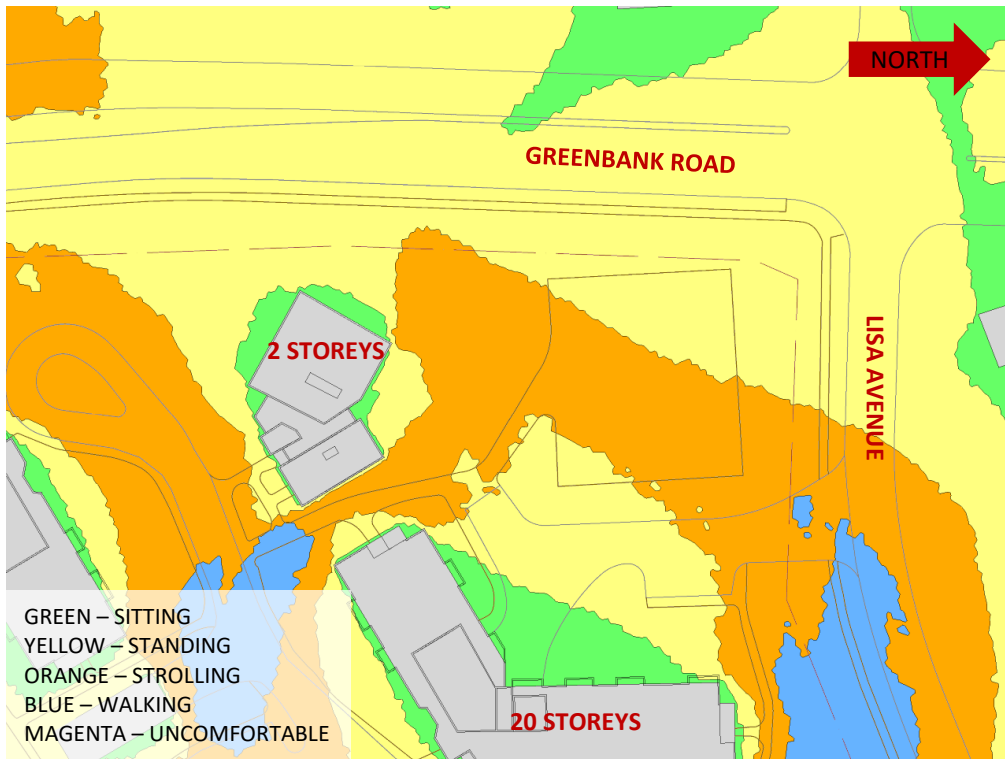 NORTH
GREENBANK ROAD
LISA AVENUE
2 STOREYS
20 STOREYS
GREEN – SITTING
YELLOW – STANDING
ORANGE – STROLLING
BLUE – WALKING
MAGENTA – UNCOMFORTABLE